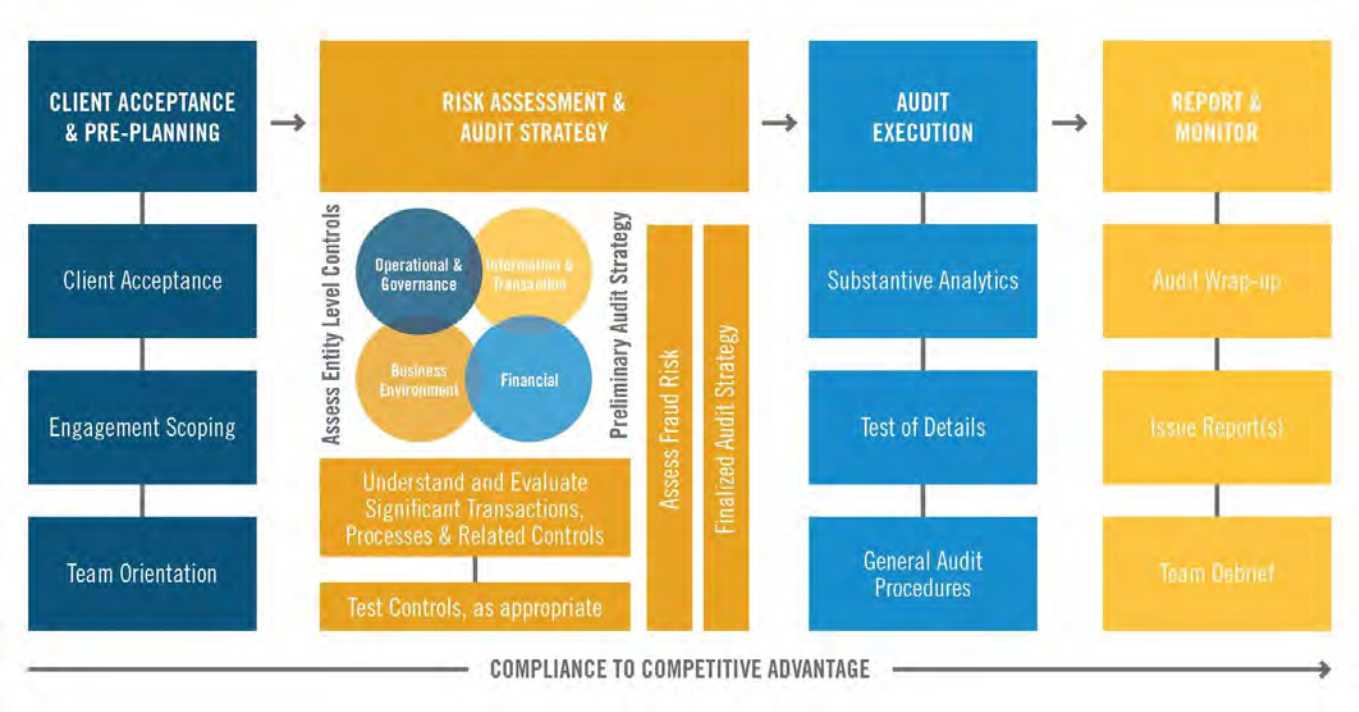 CLIENT ACCEPTANCE
& PRE-PLANNING
Client Acceptance
Engagement Scoping
Team Orientation
RISK ASSESSMENT &
AUDIT STRATEGY
Assess Entity Level Controls
Operational &
Governance
Information &
Transaction
Business
Environment
Financial
Preliminary Audit Strategy
Understand and Evaluate
Significant Transactions,
Processes & Related Controls
Test Controls, as appropriate
Assess Fraud Risk
Finalized Audit Strategy
AUDIT
EXECUTION
Substantive Analytics
Test of Details
General Audit
Procedures
REPORT &
MONITOR
Audit Wrap-up
Issue Report(s)
Team Debrief
COMPLIANCE TO COMPETITIVE ADVANTAGE